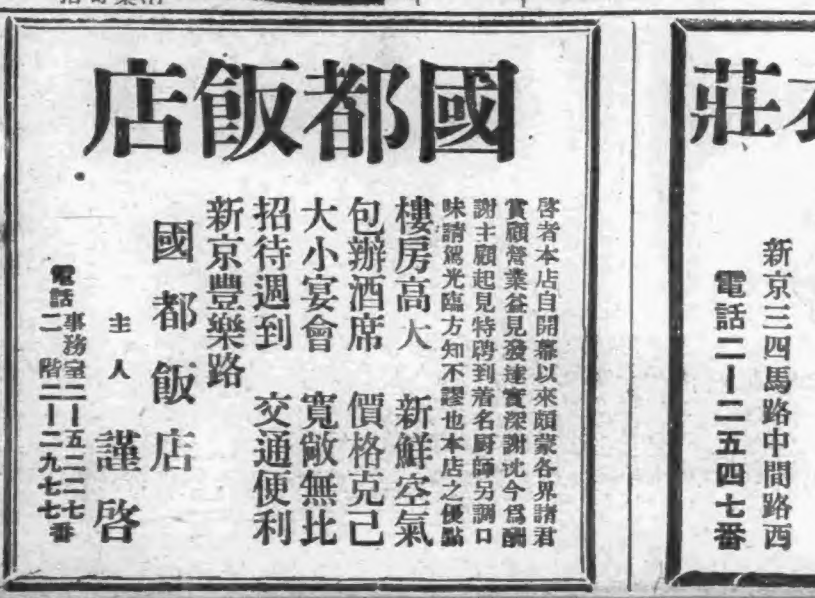 國都飯店
啓者本店自開幕以來頗蒙各界諸君
賞顧營業益見發達實深謝忱今爲酬
謝主顧起見特聘到着名厨師另調口
味請駕光臨方知不謬也本店之優點
樓房高大 新鮮空氣
包辦酒席 價格克己
大小宴會 寬敞無比
招待週到 交通便利
新京豐樂路
國都飯店
主人 謹啓
電話 事務室二ー五二二七
二階二ー二九七七番
莊
新京三四馬路中間路西
電話二ー二五四七番